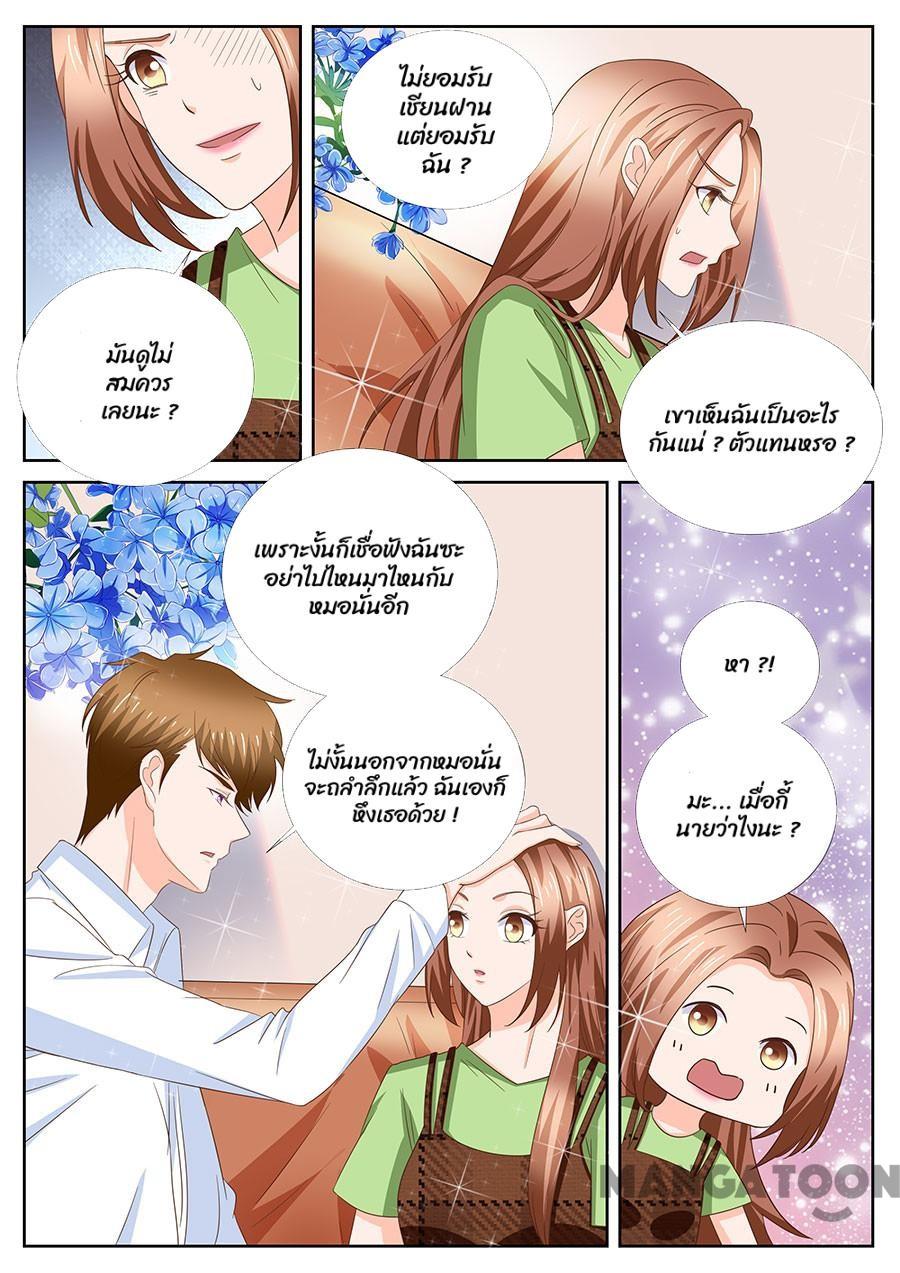 มันดูไม่
สมควร
เลยนะ ?
ไม่ยอมรับ
เชียนฝาน
แต่ยอมรับ
ฉัน ?
เขาเห็นฉันเป็นอะไร
กันแน่ ? ตัวแทนหรอ ?
เพราะงั้นก็เชื่อฟังฉันซะ
อย่าไปไหนมาไหนกับ
หมอนั่นอีก
ไม่งั้นนอกจากหมอนั่น
จะถลำลึกแล้ว ฉันเองก็
หึงเธอด้วย !
หา ?!
มะ... เมื่อกี้
นายว่าไงนะ ?
MANGATOON